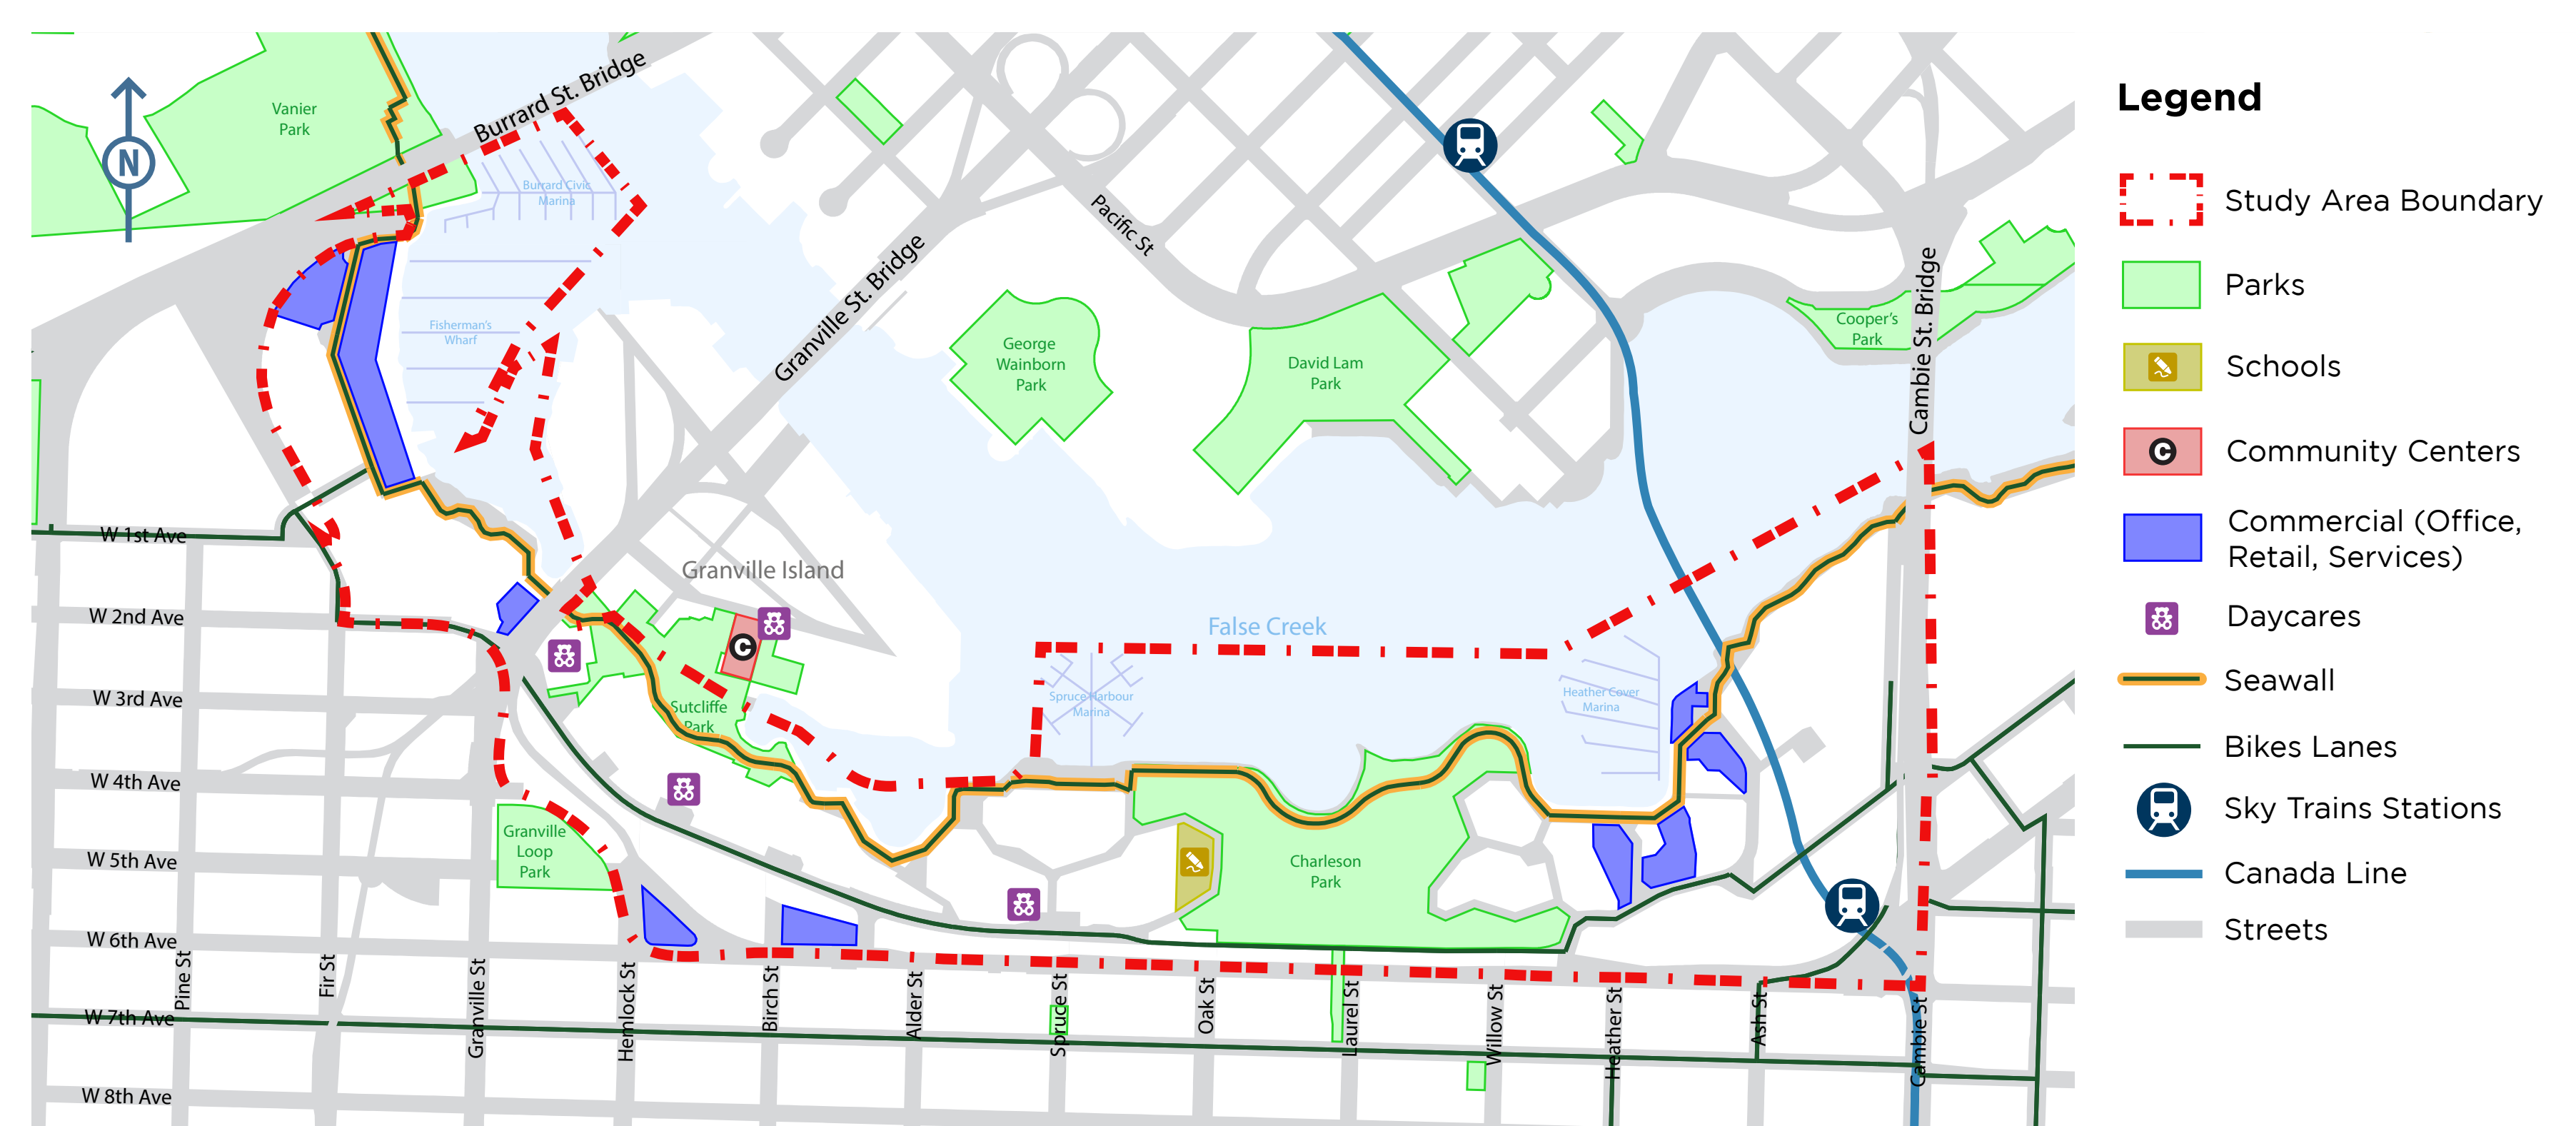 Burrard St. Bridge
Vanier
Park
N
Burrard Civic
Marina
Pacific St
Granville St. Bridge
Cambie St. Bridge
Fisherman's
Wharf
George
Wainborn
Park
David Lam
Park
Cooper's
Park
W 1st Ave
Granville Island
W 2nd Ave
C
False Creek
W 3rd Ave
Sutcliffe
Park
Spruce Harbour
Marina
Heather Cover
Marina
W 4th Ave
Granville
Loop
Park
W 5th Ave
Charleson
Park
W 6th Ave
Pine St
Fir St
Granville St
Hemlock St
Birch St
Alder St
Spruce St
Oak St
Laurel St
Willow St
Heather St
Ash St
Cambie St
W 7th Ave
W 8th Ave
Legend
Study Area Boundary
Parks
Schools
C
Community Centers
Commercial (Office,
Retail, Services)
Daycares
Seawall
Bikes Lanes
Sky Trains Stations
Canada Line
Streets